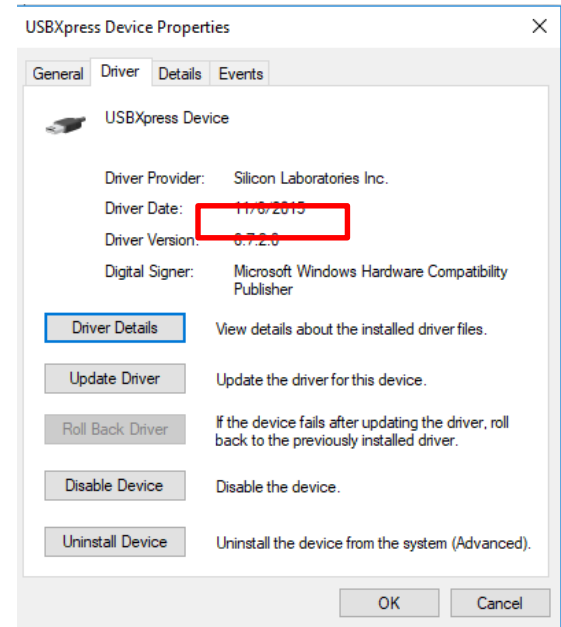 USBXpress Device Properties
General Driver Details Events
USBXpress Device
Driver Provider: Silicon Laboratories Inc.
Driver Date:
Driver Version:
Digital Signer: Microsoft Windows Hardware Compatibility
Publisher
Driver Details View details about the installed driver files.
Update Driver Update the driver for this device.
Roll Back Driver If the device fails after updating the driver, roll
back to the previously installed driver.
Disable Device Disable the device.
Uninstall Device Uninstall the device from the system (Advanced).
OK Cancel